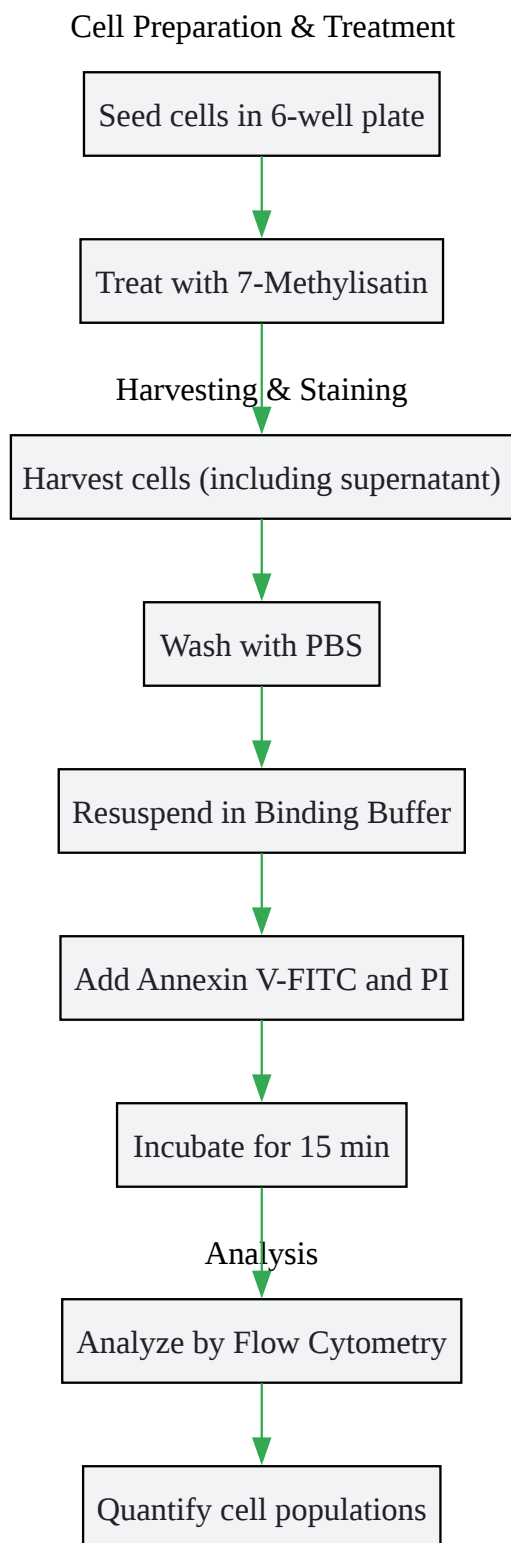 Cell Preparation & Treatment
Seed cells in 6-well plate
Treat with 7-Methylisatin
Harvesting & Staining
Harvest cells (including supernatant)
Wash with PBS
Resuspend in Binding Buffer
Add Annexin V-FITC and PI
Incubate for 15 min
Analysis
Analyze by Flow Cytometry
Quantify cell populations